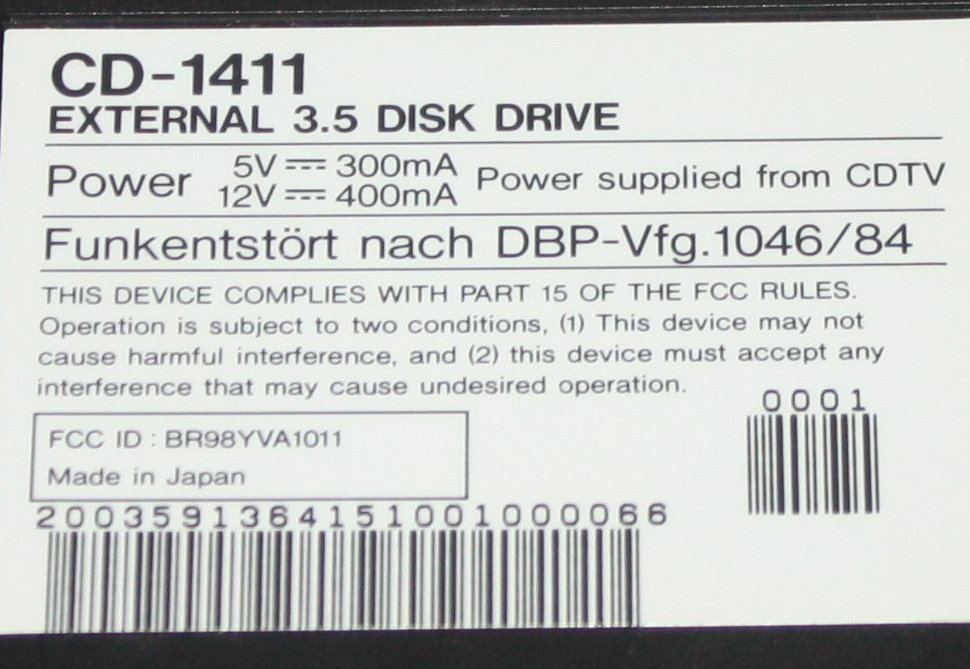 CD-1411
EXTERNAL 3.5 DISK DRIVE
Power 5V ⎓ 300mA Power supplied from CDTV
12V ⎓ 400mA
Funkentstört nach DBP-Vfg.1046/84
THIS DEVICE COMPLIES WITH PART 15 OF THE FCC RULES.
Operation is subject to two conditions, (1) This device may not
cause harmful interference, and (2) this device must accept any
interference that may cause undesired operation.
0001
FCC ID : BR98YVA1011
Made in Japan
2003591364151001000066